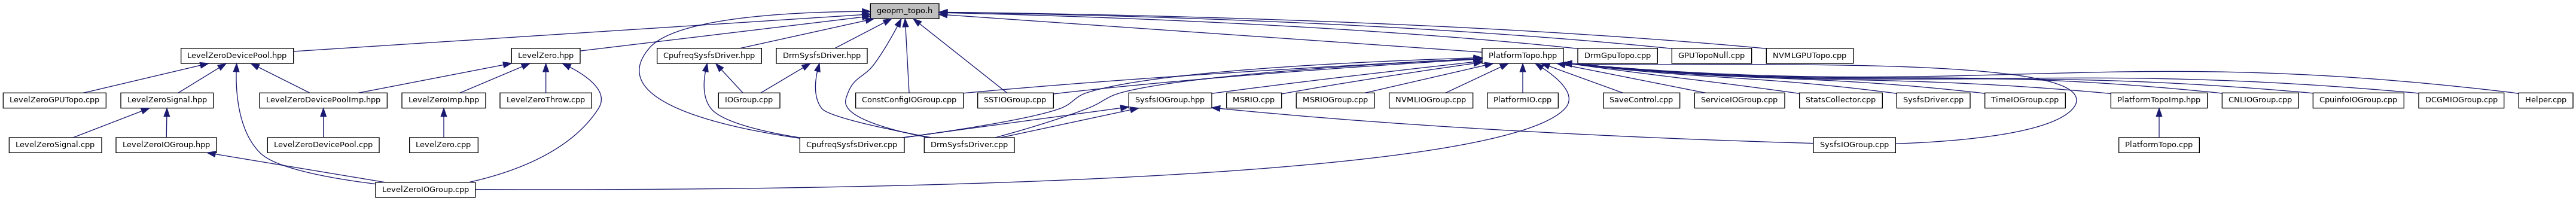 geopm_topo.h
LevelZeroDevicePool.hpp
LevelZero.hpp
CpufreqSysfsDriver.hpp
DrmSysfsDriver.hpp
PlatformTopo.hpp
DrmGpuTopo.cpp
GPUTopoNull.cpp
NVMLGPUTopo.cpp
LevelZeroGPUTopo.cpp
LevelZeroSignal.hpp
LevelZeroDevicePoolImp.hpp
LevelZeroImp.hpp
LevelZeroThrow.cpp
IOGroup.cpp
ConstConfigIOGroup.cpp
SSTIOGroup.cpp
SysfsIOGroup.hpp
MSRIO.cpp
MSRIOGroup.cpp
NVMLIOGroup.cpp
PlatformIO.cpp
SaveControl.cpp
ServiceIOGroup.cpp
StatsCollector.cpp
SysfsDriver.cpp
TimeIOGroup.cpp
PlatformTopoImp.hpp
CNLIOGroup.cpp
CpuinfoIOGroup.cpp
DCGMIOGroup.cpp
Helper.cpp
LevelZeroSignal.cpp
LevelZeroIOGroup.hpp
LevelZeroDevicePool.cpp
LevelZero.cpp
CpufreqSysfsDriver.cpp
DrmSysfsDriver.cpp
SysfsIOGroup.cpp
PlatformTopo.cpp
LevelZeroIOGroup.cpp